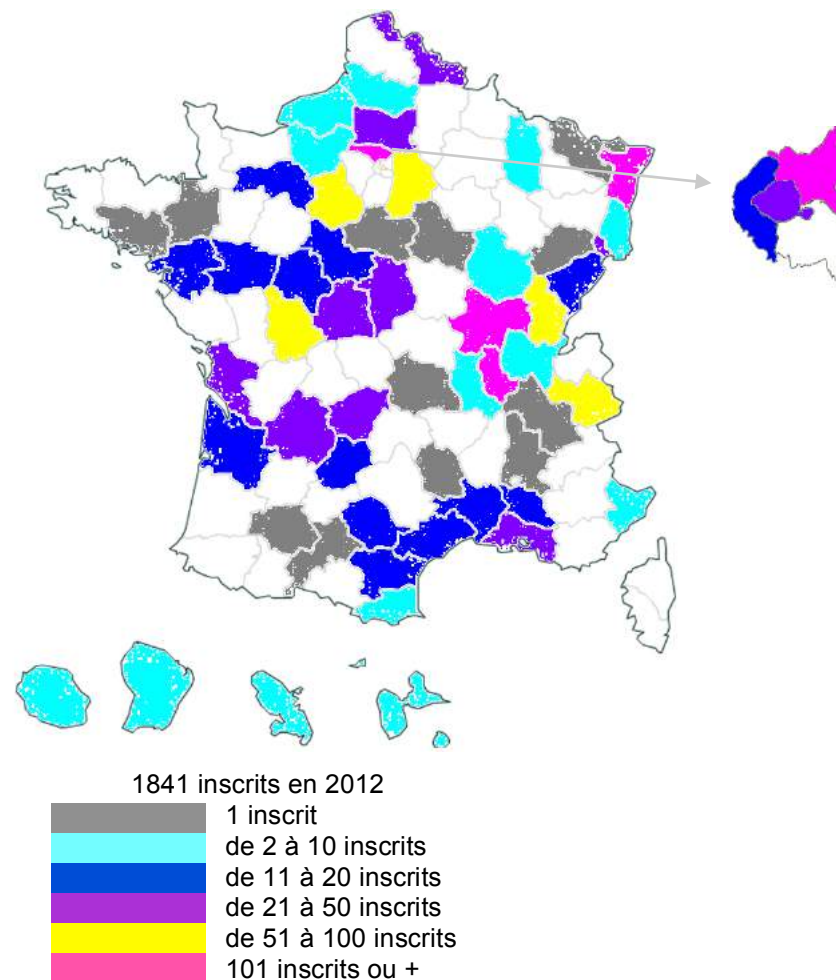 1841 inscrits en 2012
1 inscrit
de 2 à 10 inscrits
de 11 à 20 inscrits
de 21 à 50 inscrits
de 51 à 100 inscrits
101 inscrits ou +